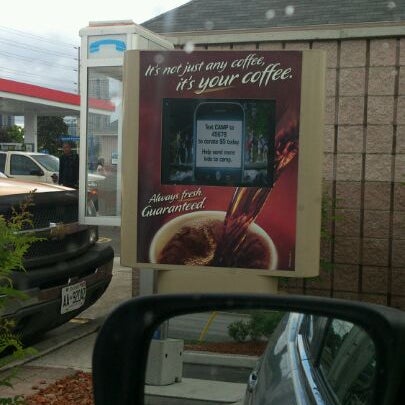 It's not just any coffee,
it's your coffee.
Text CAMP to
45678
to donate $5 today
Help send more
kids to camp.
Always fresh.
Guaranteed.